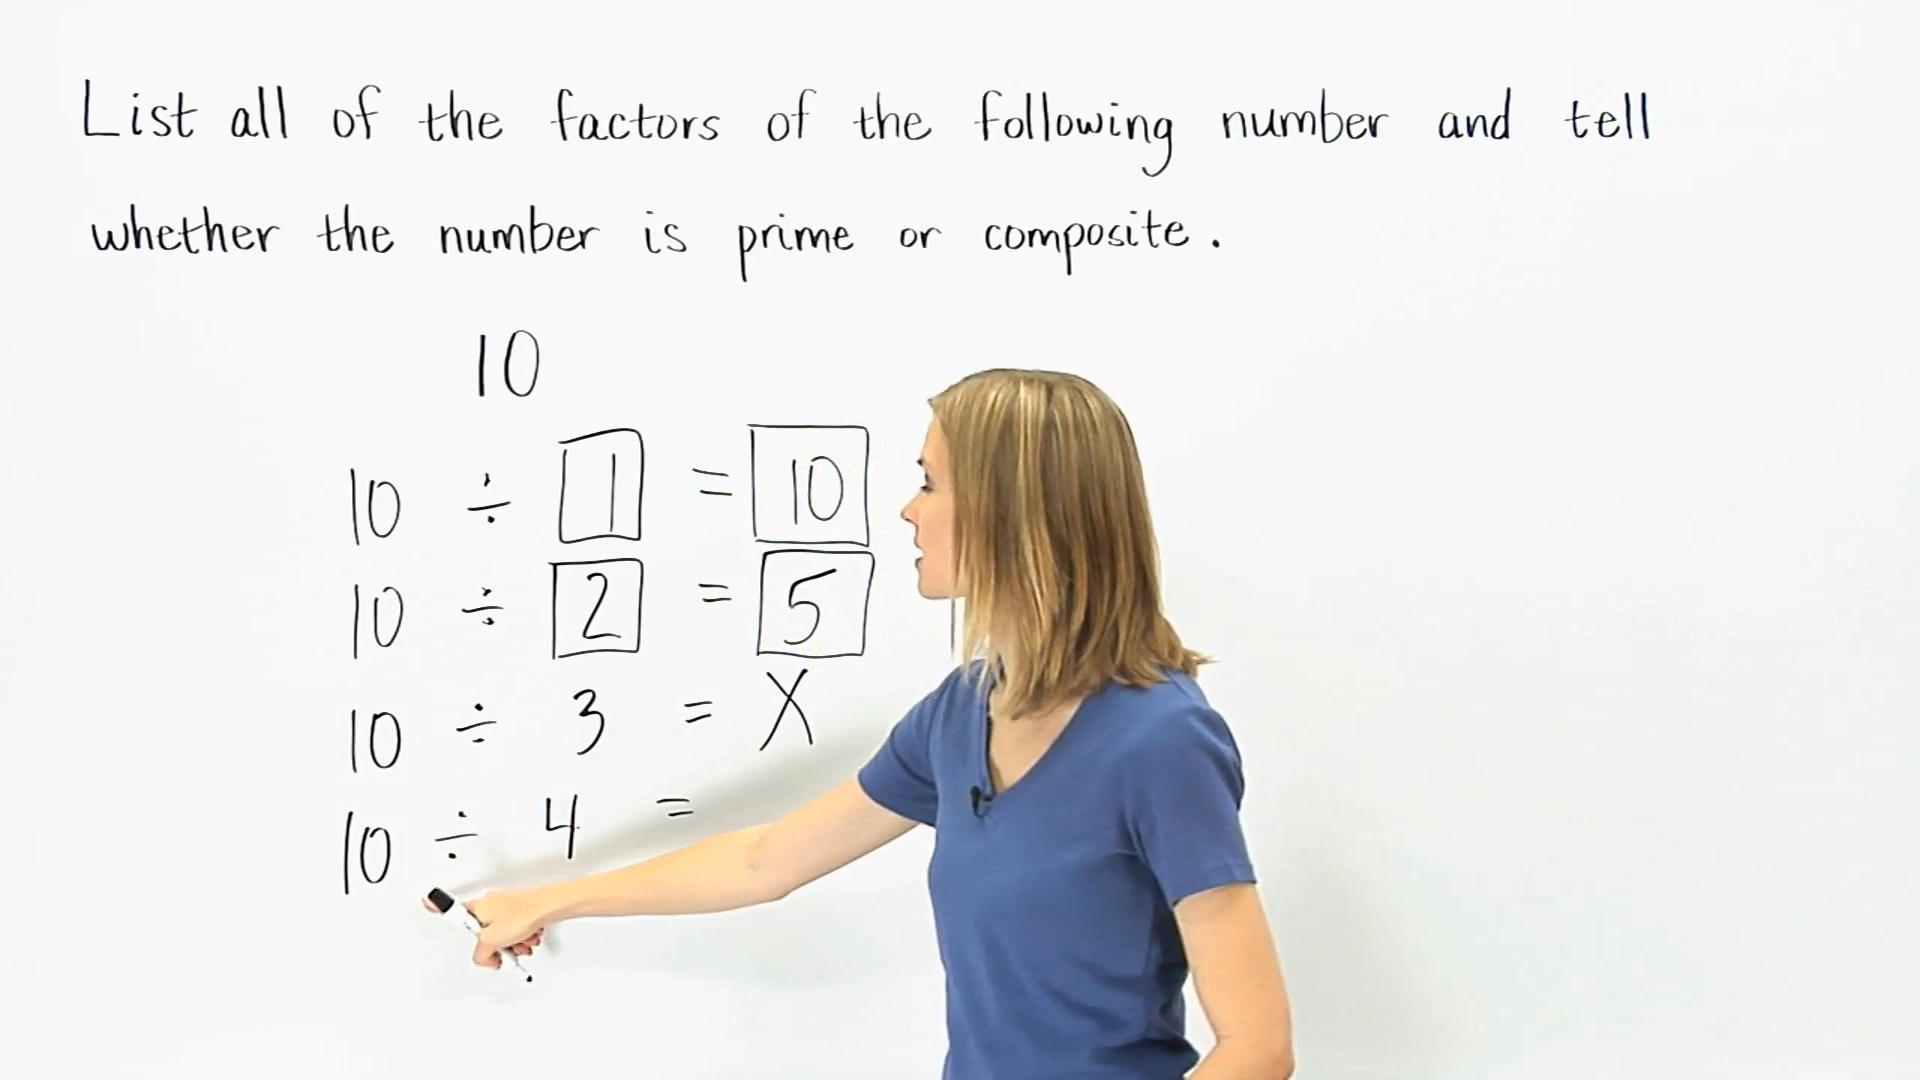 List all of the factors of the following number and tell
whether the number is prime or composite.
10
10 ÷ 1 = 10
10 ÷ 2 = 5
10 ÷ 3 = X
10 ÷ 4 =